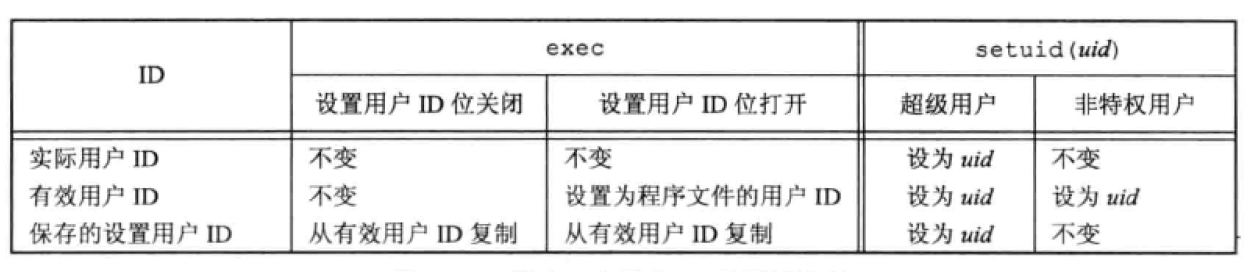 ID exec setuid(uid)
设置用户 ID 位关闭 设置用户 ID 位打开 超级用户 非特权用户
实际用户 ID 不变 不变 设为 uid 不变
有效用户 ID 不变 设置为程序文件的用户 ID 设为 uid 设为 uid
保存的设置用户 ID 从有效用户 ID 复制 从有效用户 ID 复制 设为 uid 不变